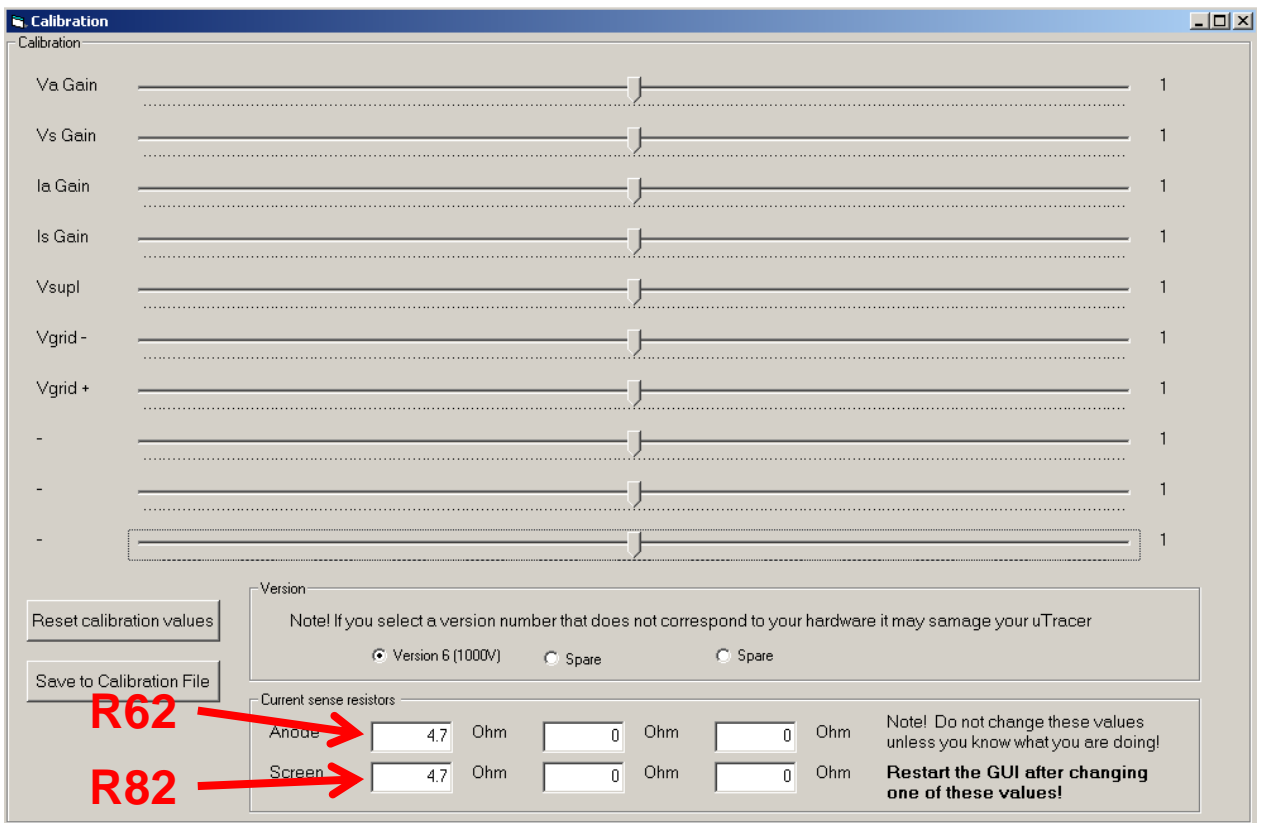 Calibration
Calibration
Va Gain 1
Vs Gain 1
Ia Gain 1
Is Gain 1
Vsupl 1
Vgrid - 1
Vgrid + 1
- 1
- 1
- 1
Reset calibration values
Save to Calibration File
Version
Note! If you select a version number that does not correspond to your hardware it may samage your uTracer
Version 6 (1000V) Spare Spare
Current sense resistors
R62
Anode 4.7 Ohm 0 Ohm 0 Ohm
R82
Screen 4.7 Ohm 0 Ohm 0 Ohm
Note! Do not change these values
unless you know what you are doing!
Restart the GUI after changing
one of these values!